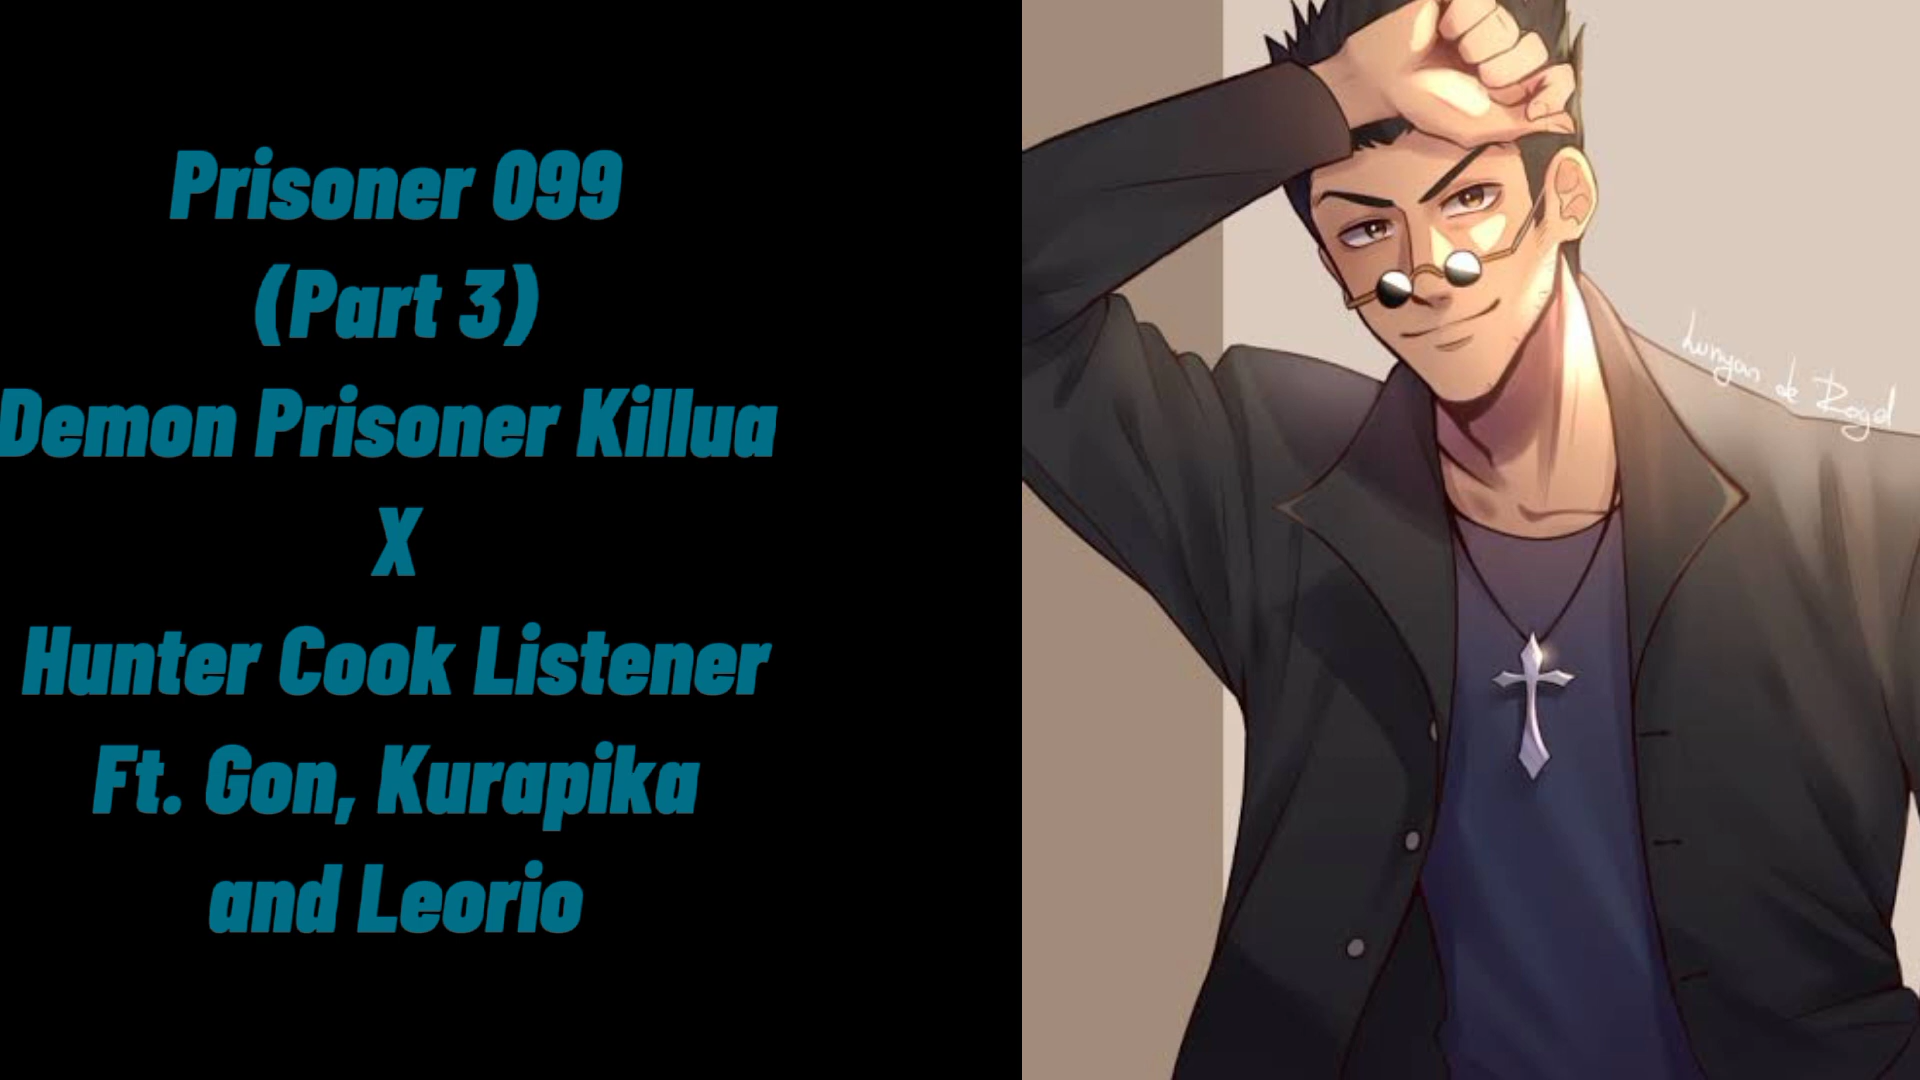 Prisoner 099
(Part 3)
Demon Prisoner Killua
X
Hunter Cook Listener
Ft. Gon, Kurapika
and Leorio